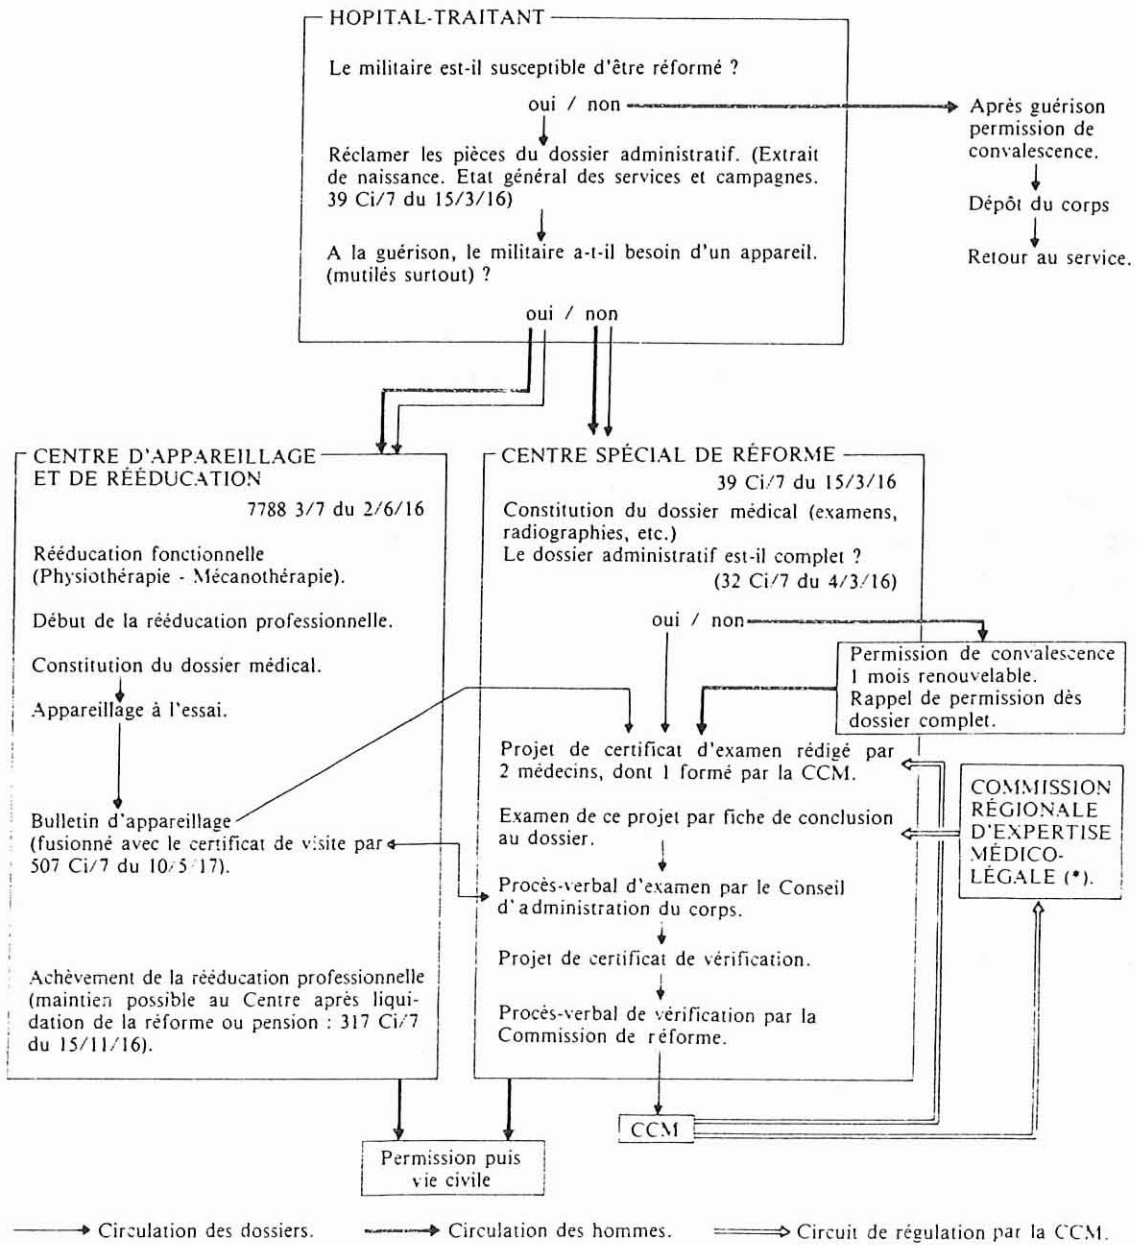 HOPITAL-TRAITANT
Le militaire est-il susceptible d'être réformé ?
oui / non
Après guérison
permission de
convalescence.
Dépôt du corps
Retour au service.
Réclamer les pièces du dossier administratif. (Extrait
de naissance. Etat général des services et campagnes.
39 Ci/7 du 15/3/16)
A la guérison, le militaire a-t-il besoin d'un appareil.
(mutilés surtout) ?
oui / non
CENTRE D'APPAREILLAGE
ET DE RÉÉDUCATION
7788 3/7 du 2/6/16
Rééducation fonctionnelle
(Physiothérapie - Mécanothérapie).
Début de la rééducation professionnelle.
Constitution du dossier médical.
Appareillage à l'essai.
Bulletin d'appareillage
(fusionné avec le certificat de visite par
507 Ci/7 du 10/5/17).
Achèvement de la rééducation professionnelle
(maintien possible au Centre après liqui-
dation de la réforme ou pension : 317 Ci/7
du 15/11/16).
CENTRE SPÉCIAL DE RÉFORME
39 Ci/7 du 15/3/16
Constitution du dossier médical (examens,
radiographies, etc.)
Le dossier administratif est-il complet ?
(32 Ci/7 du 4/3/16)
oui / non
Permission de convalescence
1 mois renouvelable.
Rappel de permission dès
dossier complet.
Projet de certificat d'examen rédigé par
2 médecins, dont 1 formé par la CCM.
Examen de ce projet par fiche de conclusion
au dossier.
Procès-verbal d'examen par le Conseil
d'administration du corps.
Projet de certificat de vérification.
Procès-verbal de vérification par la
Commission de réforme.
COMMISSION
RÉGIONALE
D'EXPERTISE
MÉDICO-
LÉGALE (*).
CCM
Permission puis
vie civile
Circulation des dossiers.
Circulation des hommes.
Circuit de régulation par la CCM.